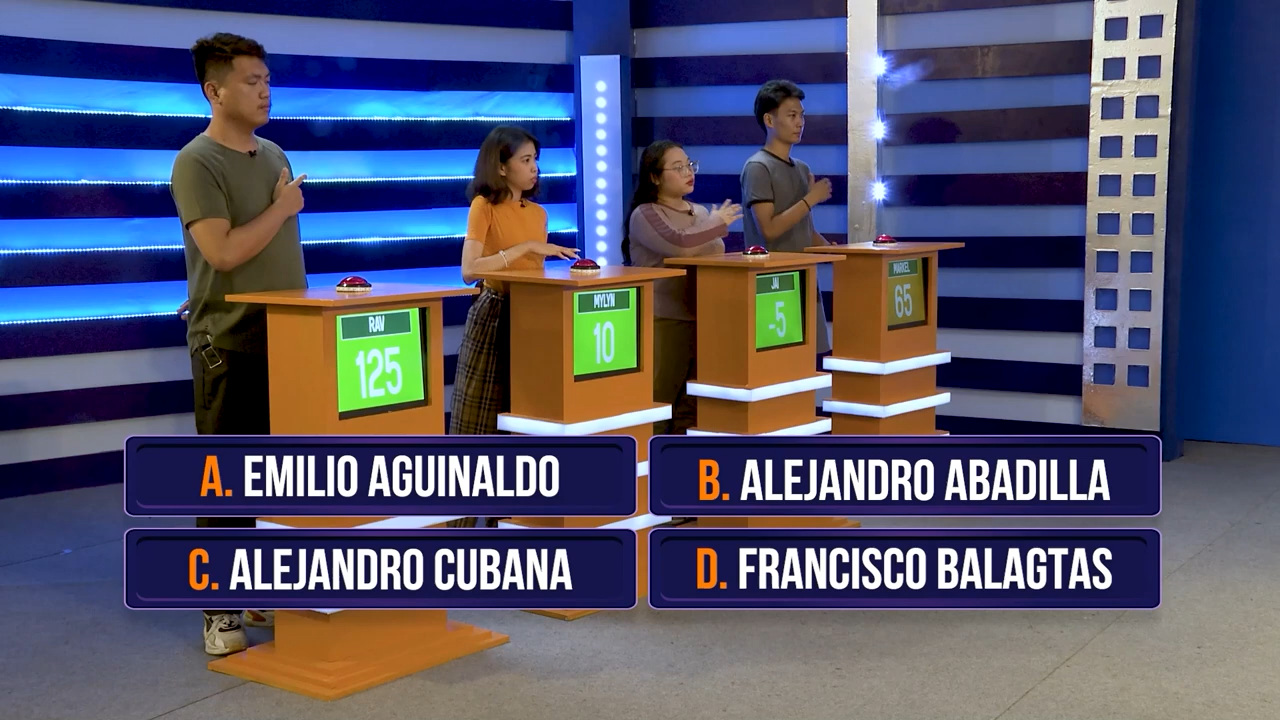 RAV
125
MYLYN
10
JAI
-5
MARKEL
65
A. EMILIO AGUINALDO
B. ALEJANDRO ABADILLA
C. ALEJANDRO CUBANA
D. FRANCISCO BALAGTAS